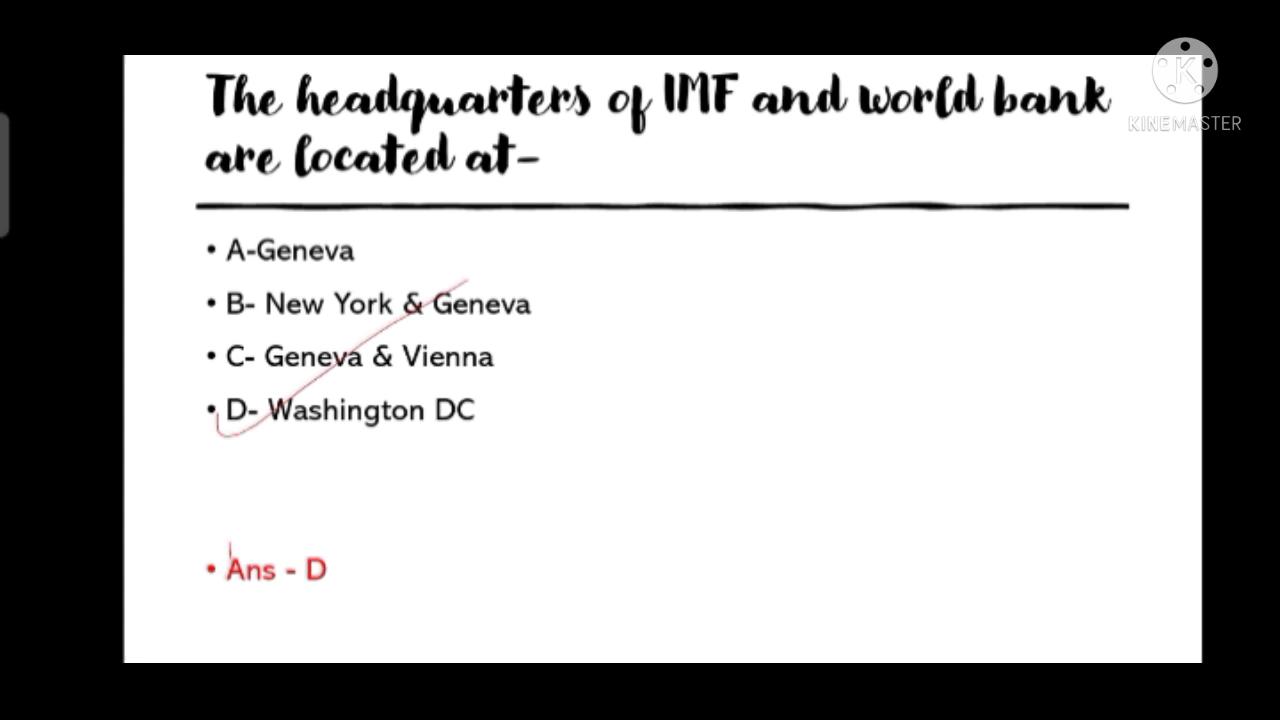 The headquarters of IMF and world bank
are located at-
• A-Geneva
• B- New York & Geneva
• C- Geneva & Vienna
• D- Washington DC
• Ans - D
K
KINEMASTER